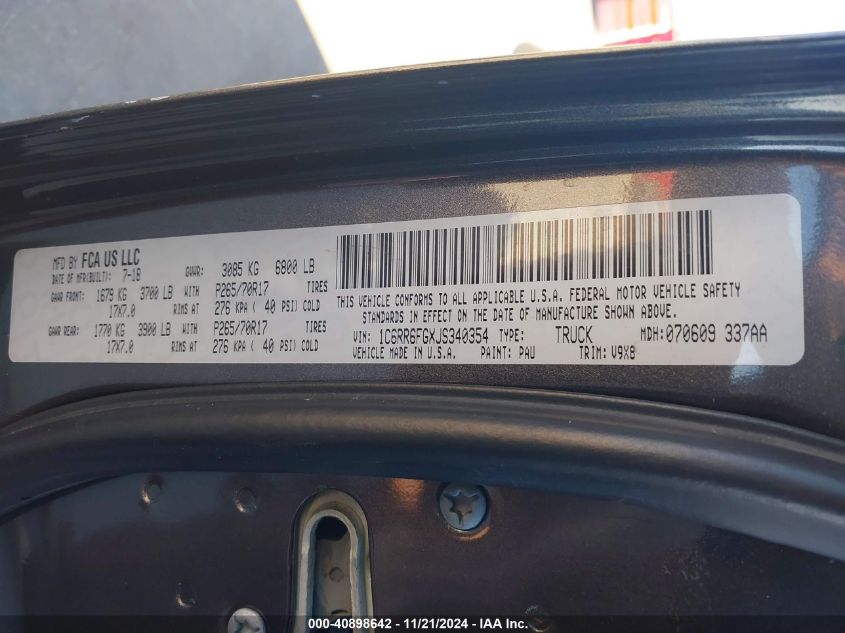 MFD BY FCA US LLC
DATE OF MFR(BUILT): 7-18 GVWR: 3085 KG 6800 LB
GAWR FRONT: 1679 KG 3700 LB WITH P265/70R17 TIRES
17X7.0 RIMS AT 276 KPA ( 40 PSI) COLD
GAWR REAR: 1770 KG 3900 LB WITH P265/70R17 TIRES
17X7.0 RIMS AT 276 KPA ( 40 PSI) COLD
THIS VEHICLE CONFORMS TO ALL APPLICABLE U.S.A. FEDERAL MOTOR VEHICLE SAFETY
STANDARDS IN EFFECT ON THE DATE OF MANUFACTURE SHOWN ABOVE.
VIN: 1C6RR6FGXJS340354 TYPE: TRUCK MDH:070609 337AA
VEHICLE MADE IN U.S.A. PAINT: PAU TRIM: V9X8
000-40898642 - 11/21/2024 - IAA Inc.